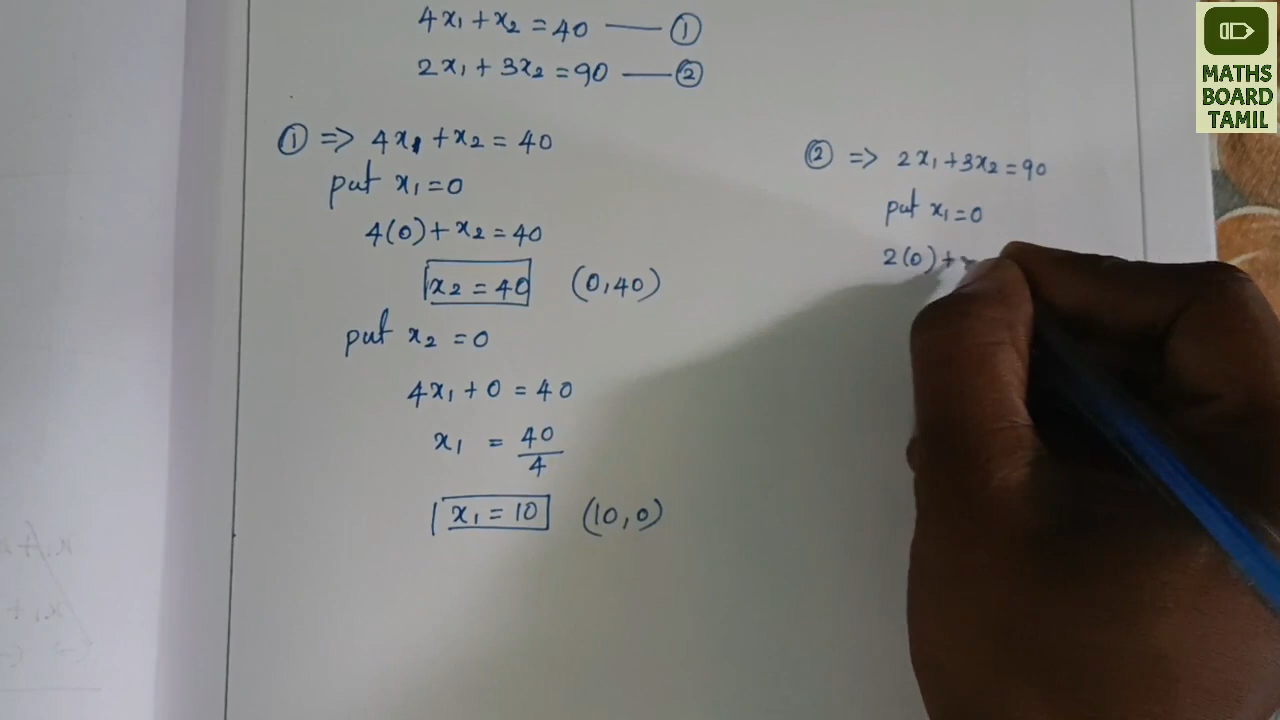 4x₁ + x₂ = 40 —— ①
2x₁ + 3x₂ = 90 —— ②
① ⇒ 4x₁ + x₂ = 40
put x₁ = 0
4(0) + x₂ = 40
x₂ = 40 (0,40)
put x₂ = 0
4x₁ + 0 = 40
x₁ = 40/4
x₁ = 10 (10,0)
② ⇒ 2x₁ + 3x₂ = 90
put x₁ = 0
2(0) +
MATHS
BOARD
TAMIL